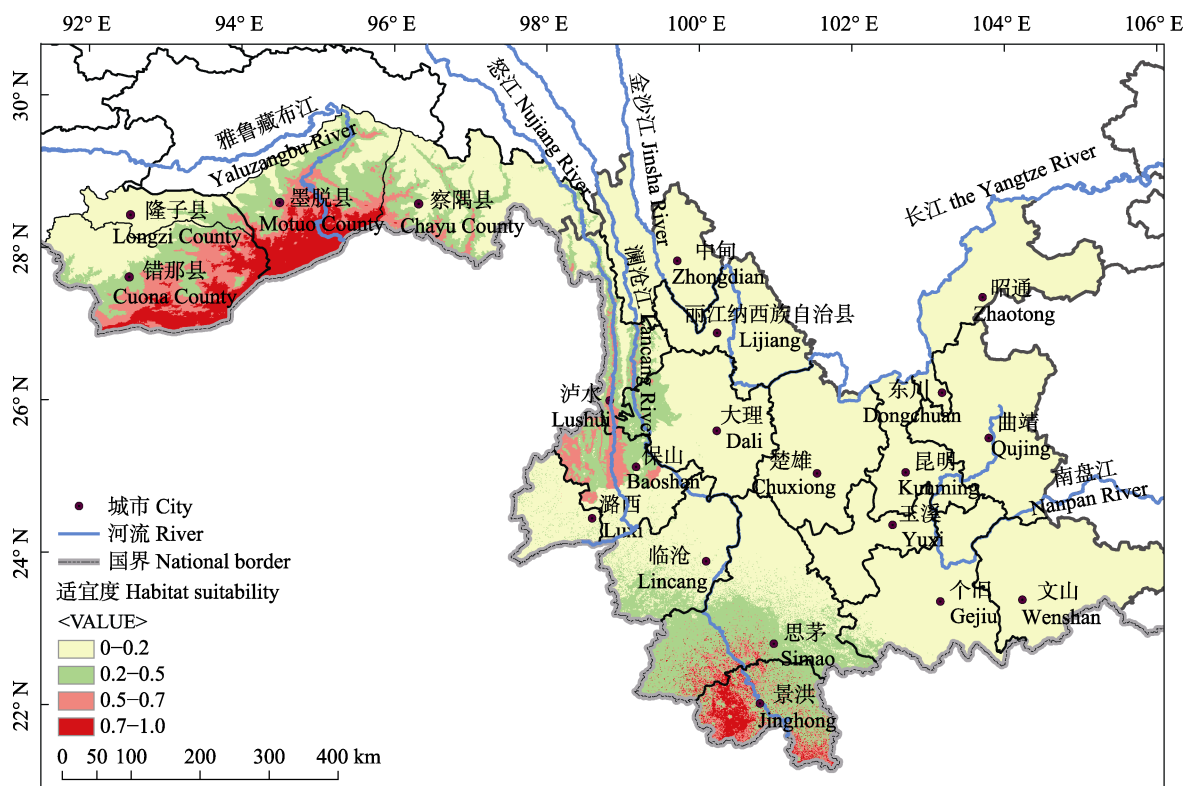 92° E 94° E 96° E 98° E 100° E 102° E 104° E 106° E
30° N
28° N
26° N
24° N
22° N
雅鲁藏布江
Yaluzangbu River
怒江 Nujiang River
金沙江 Jinsha River
澜沧江 Lancang River
长江 the Yangtze River
南盘江
Nanpan River
隆子县
Longzi County
墨脱县
Motuo County
察隅县
Chayu County
错那县
Cuona County
中甸
Zhongdian
丽江纳西族自治县
Lijiang
昭通
Zhaotong
泸水
Lushui
大理
Dali
东川
Dongchuan
曲靖
Qujing
保山
Baoshan
楚雄
Chuxiong
昆明
Kunming
潞西
Luxi
玉溪
Yuxi
临沧
Lincang
个旧
Gejiu
文山
Wenshan
思茅
Simao
景洪
Jinghong
城市 City
河流 River
国界 National border
适宜度 Habitat suitability
<VALUE>
0–0.2
0.2–0.5
0.5–0.7
0.7–1.0
0 50 100 200 300 400 km